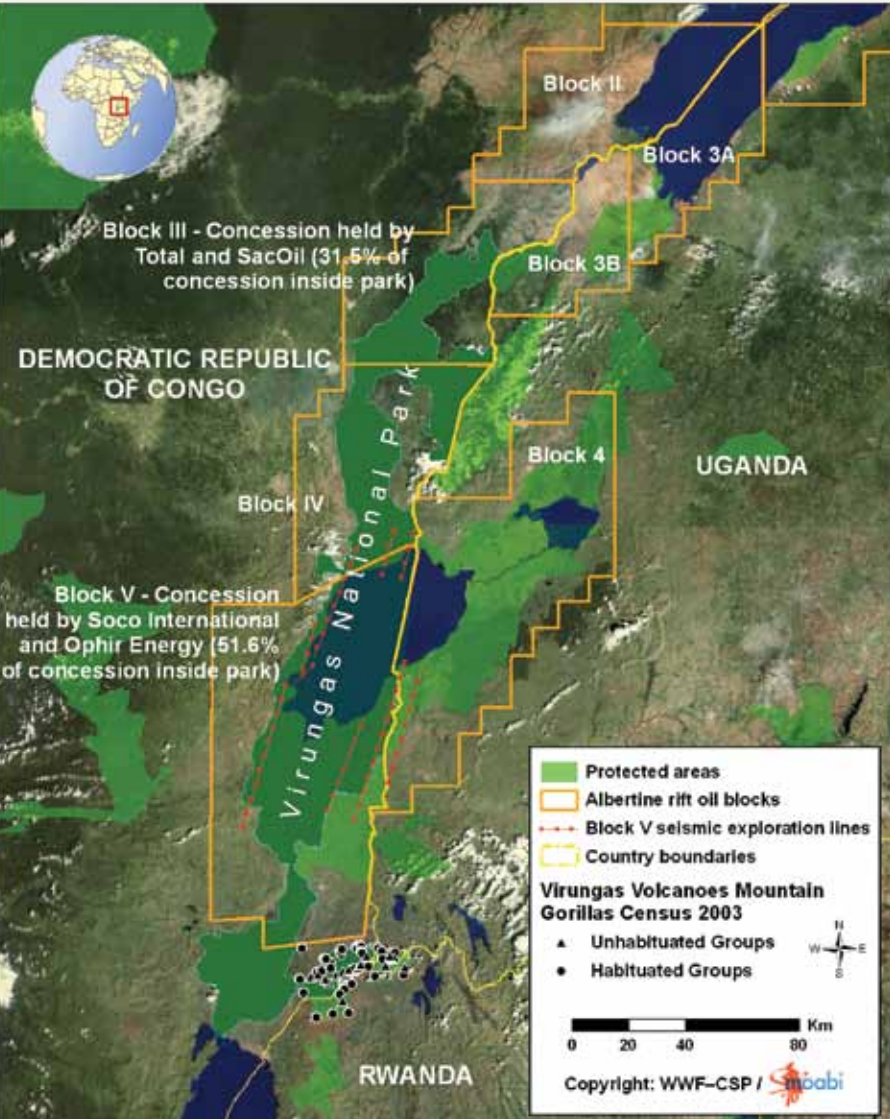 Block II
Block 3A
Block III - Concession held by
Total and SacOil (31.5% of
concession inside park)
Block 3B
DEMOCRATIC REPUBLIC
OF CONGO
Virungas National Park
Block 4
UGANDA
Block IV
Block V - Concession
held by Soco International
and Ophir Energy (51.6%
of concession inside park)
Protected areas
Albertine rift oil blocks
Block V seismic exploration lines
Country boundaries
Virungas Volcanoes Mountain
Gorillas Census 2003
Unhabituated Groups
Habituated Groups
N
W E
S
Km
0 20 40 80
Copyright: WWF–CSP / moabi
RWANDA